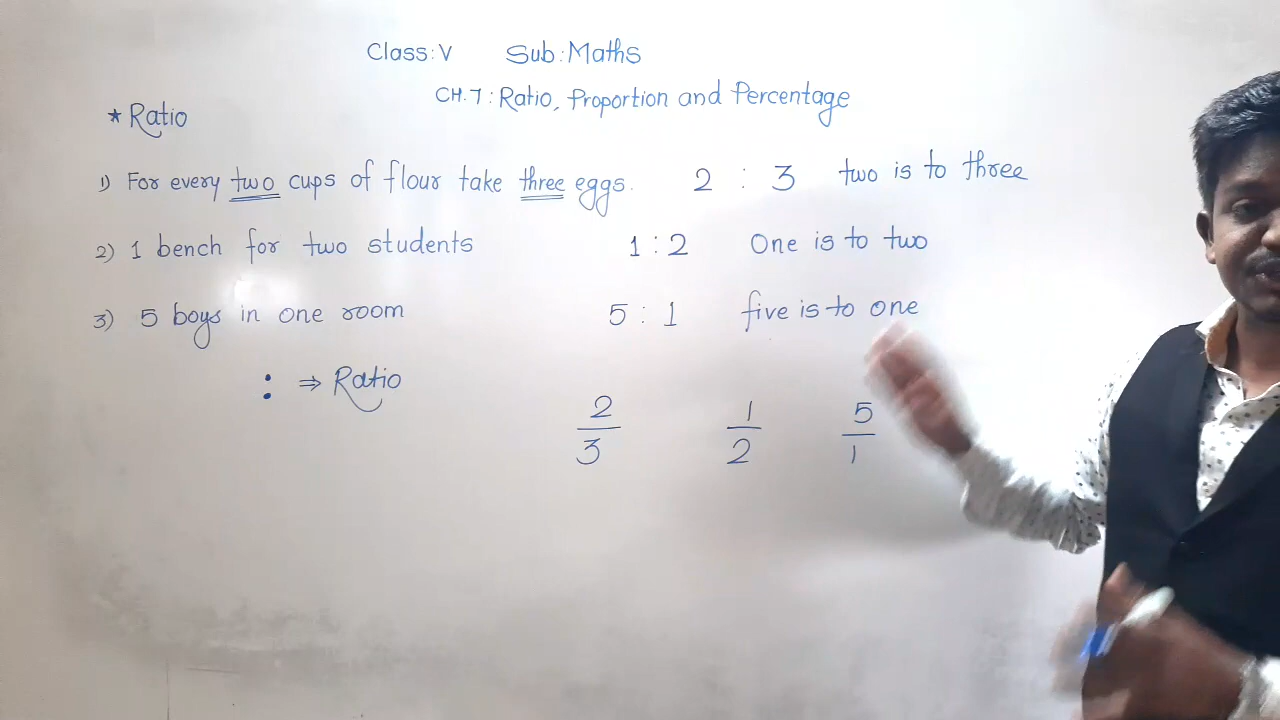 Class: V Sub: Maths
CH. 7: Ratio, Proportion and Percentage
* Ratio
1) For every two cups of flour take three eggs. 2 : 3 two is to three
2) 1 bench for two students 1 : 2 One is to two
3) 5 boys in one room 5 : 1 five is to one
: ⇒ Ratio
2/3 1/2 5/1